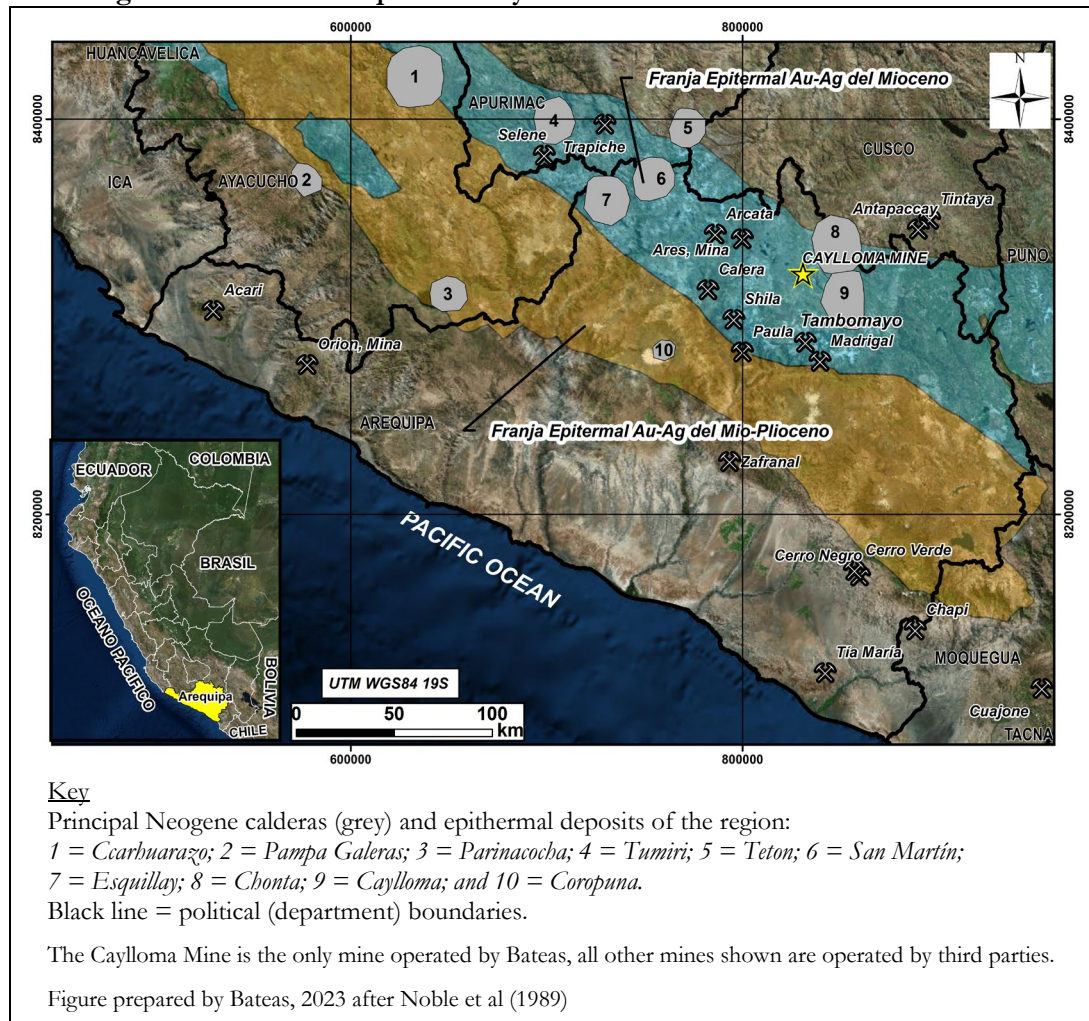 600000
800000
HUANCAVELICA
N
1
Franja Epitermal Au-Ag del Mioceno
APURIMAC
8400000
4
5
8400000
Selene
Trapiche
CUSCO
ICA
AYACUCHO
2
6
7
Tintaya
Antapaccay
Arcata
8
Ares, Mina
PUNO
CAYLLOMA MINE
Calera
3
9
Acari
Shila
Tambomayo
Orion, Mina
Paula
Madrigal
10
AREQUIPA
Franja Epitermal Au-Ag del Mio-Plioceno
Zafranal
COLOMBIA
ECUADOR
8200000
8200000
PACIFIC OCEAN
Cerro Negro
Cerro Verde
BRASIL
OCEANO PACIFICO
Chapi
Tía María
MOQUEGUA
BOLIVIA
UTM WGS84 19S
Arequipa
0 50 100
km
Cuajone
CHILE
TACNA
600000
800000
Key
Principal Neogene calderas (grey) and epithermal deposits of the region:
1 = Ccarhuarazo; 2 = Pampa Galeras; 3 = Parinacocha; 4 = Tumiri; 5 = Teton; 6 = San Martín;
7 = Esquillay; 8 = Chonta; 9 = Caylloma; and 10 = Coropuna.
Black line = political (department) boundaries.
The Caylloma Mine is the only mine operated by Bateas, all other mines shown are operated by third parties.
Figure prepared by Bateas, 2023 after Noble et al (1989)